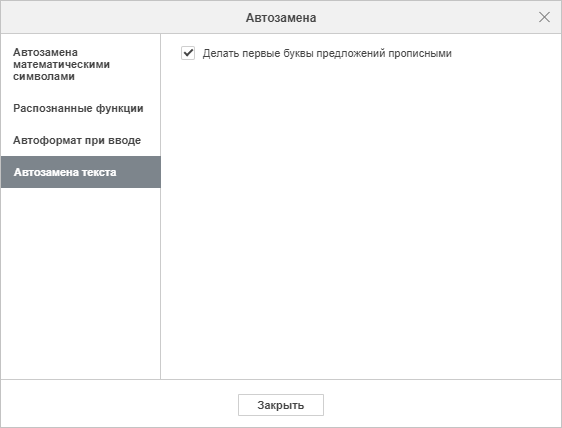 Автозамена
Автозамена
математическими
символами
Распознанные функции
Автоформат при вводе
Автозамена текста
Делать первые буквы предложений прописными
Закрыть